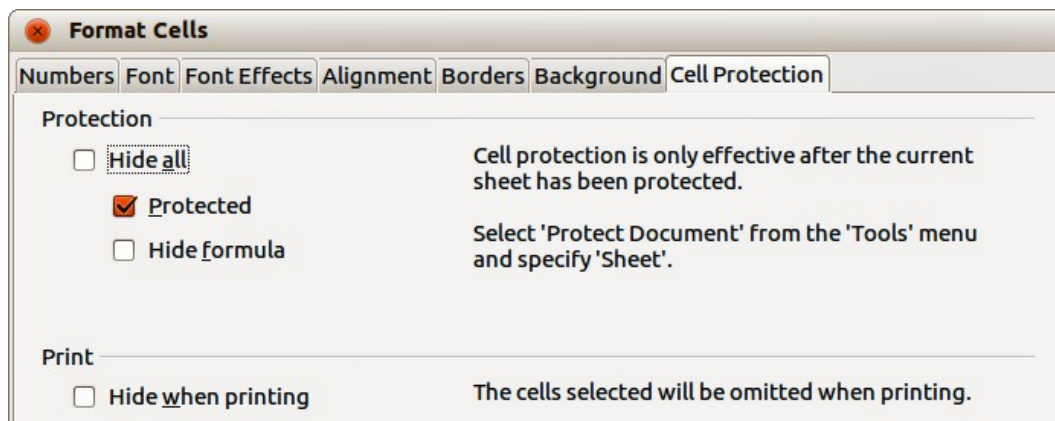 Format Cells
Numbers Font Font Effects Alignment Borders Background Cell Protection
Protection
Hide all
Cell protection is only effective after the current
sheet has been protected.
Protected
Hide formula
Select 'Protect Document' from the 'Tools' menu
and specify 'Sheet'.
Print
Hide when printing
The cells selected will be omitted when printing.